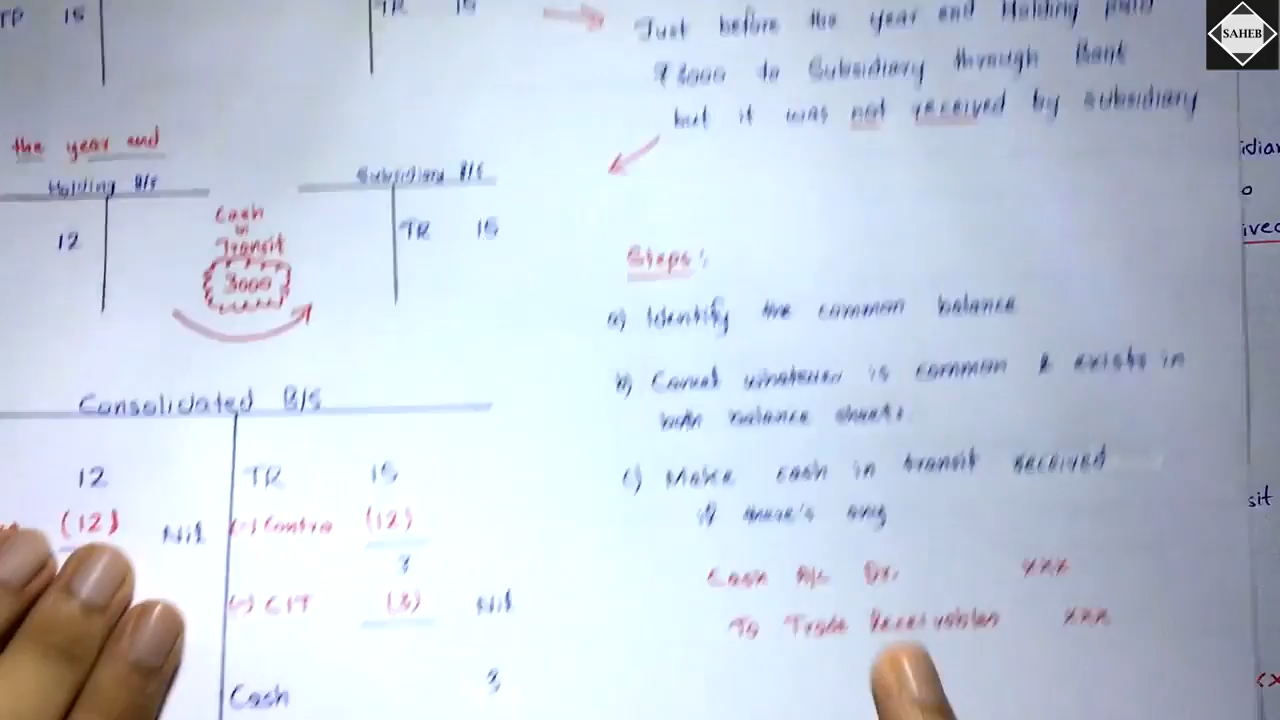 TP 15
TR 15
Just before the year end Holding paid
₹ 3000 to Subsidiary through Bank
but it was not received by subsidiary
the year end
Holding B/S
Subsidiary B/S
12
Cash
in
Transit
3000
TR 15
Steps:
a) Identify the common balance
b) Cancel whatever is common & exists in
both balance sheets.
c) Make cash in transit received
if there's any
Cash A/c Dr. xxx
To Trade Receivables xxx
Consolidated B/S
12
TR 15
(12) Nil
(-) Contra (12)
3
(-) CIT (3) Nil
Cash 3
SAHEB
sit